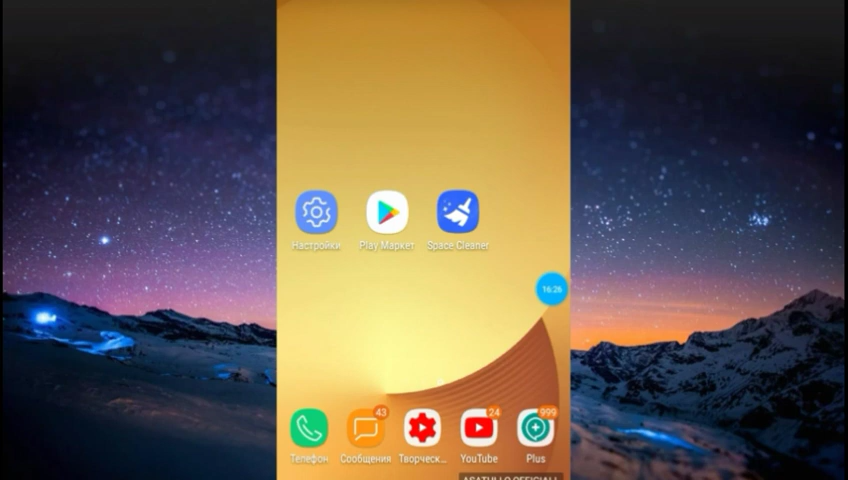 Настройки Play Маркет Space Cleaner
16:26
43 24 999
Телефон Сообщения Творческ... YouTube Plus